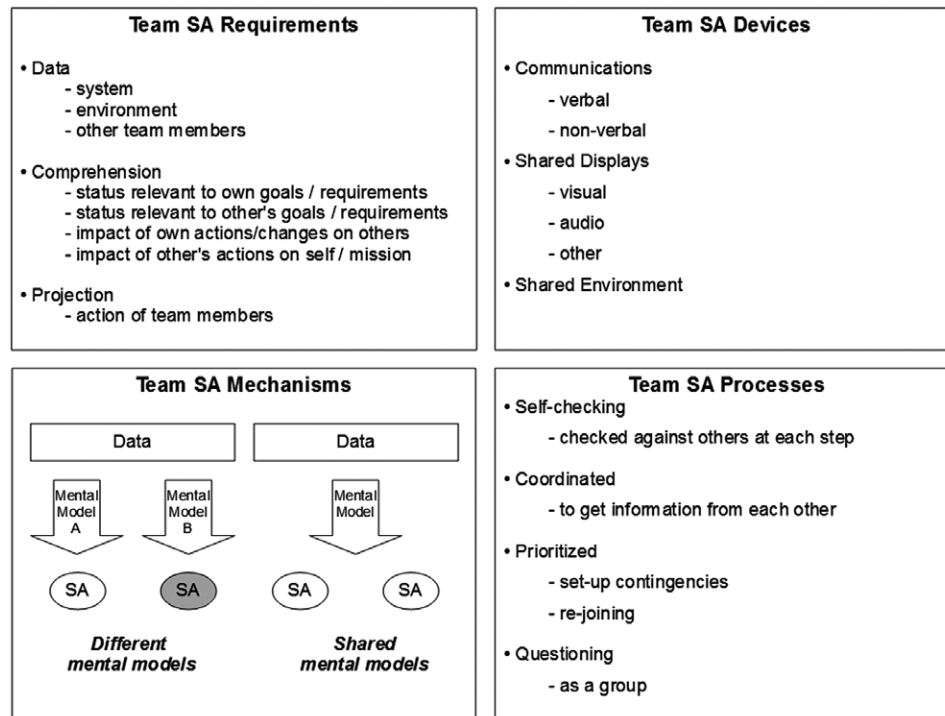 Team SA Requirements
• Data
- system
- environment
- other team members
• Comprehension
- status relevant to own goals / requirements
- status relevant to other's goals / requirements
- impact of own actions/changes on others
- impact of other's actions on self / mission
• Projection
- action of team members
Team SA Devices
• Communications
- verbal
- non-verbal
• Shared Displays
- visual
- audio
- other
• Shared Environment
Team SA Mechanisms
Data
Mental
Model
A
Mental
Model
B
SA
SA
Different
mental models
Data
Mental
Model
SA
SA
Shared
mental models
Team SA Processes
• Self-checking
- checked against others at each step
• Coordinated
- to get information from each other
• Prioritized
- set-up contingencies
- re-joining
• Questioning
- as a group